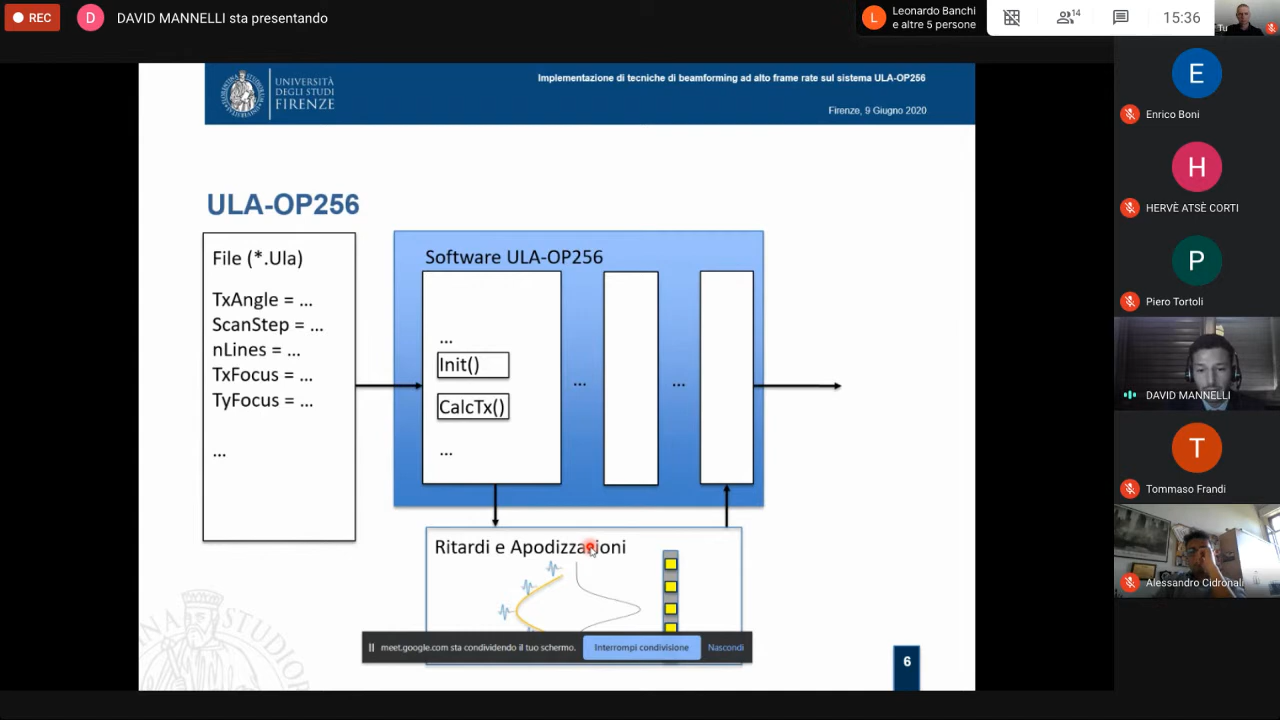 REC
D
DAVID MANNELLI sta presentando
L
Leonardo Banchi
e altre 5 persone
14
15:36
Tu
UNIVERSITÀ
DEGLI STUDI
FIRENZE
Implementazione di tecniche di beamforming ad alto frame rate sul sistema ULA-OP256
Firenze, 9 Giugno 2020
ULA-OP256
File (*.Ula)
TxAngle = ...
ScanStep = ...
nLines = ...
TxFocus = ...
TyFocus = ...
...
Software ULA-OP256
...
Init()
CalcTx()
...
...
...
Ritardi e Apodizzazioni
meet.google.com sta condividendo il tuo schermo.
Interrompi condivisione
Nascondi
6
E
Enrico Boni
H
HERVÈ ATSÈ CORTI
P
Piero Tortoli
DAVID MANNELLI
T
Tommaso Frandi
Alessandro Cidronali